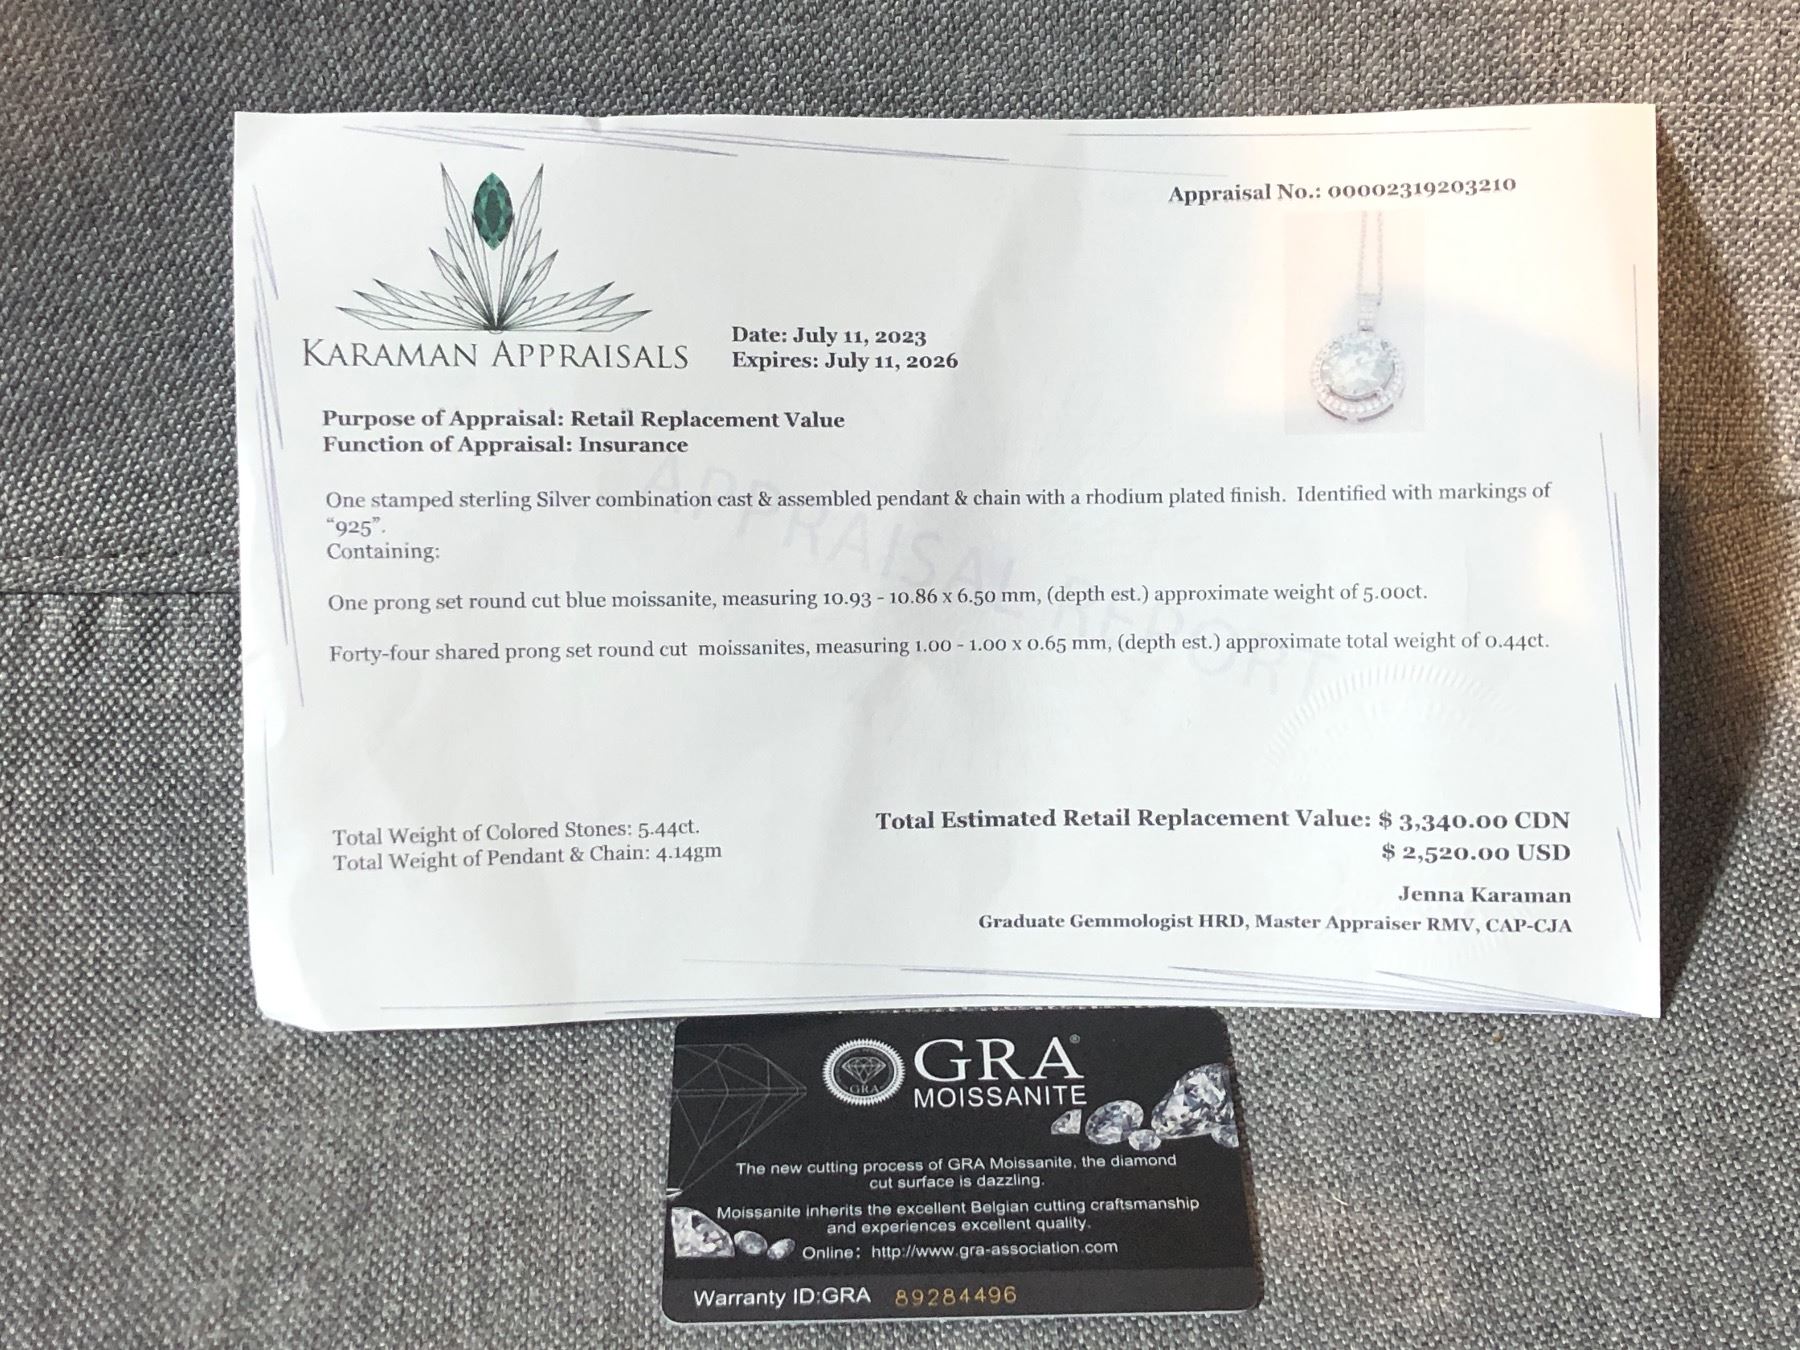 Appraisal No.: 00002319203210
KARAMAN APPRAISALS
Date: July 11, 2023
Expires: July 11, 2026
Purpose of Appraisal: Retail Replacement Value
Function of Appraisal: Insurance
APPRAISAL REPORT
One stamped sterling Silver combination cast & assembled pendant & chain with a rhodium plated finish. Identified with markings of
“925”.
Containing:
One prong set round cut blue moissanite, measuring 10.93 - 10.86 x 6.50 mm, (depth est.) approximate weight of 5.00ct.
Forty-four shared prong set round cut moissanites, measuring 1.00 - 1.00 x 0.65 mm, (depth est.) approximate total weight of 0.44ct.
Total Weight of Colored Stones: 5.44ct.
Total Weight of Pendant & Chain: 4.14gm
Total Estimated Retail Replacement Value: $ 3,340.00 CDN
$ 2,520.00 USD
Jenna Karaman
Graduate Gemmologist HRD, Master Appraiser RMV, CAP-CJA
GRA
GRA®
MOISSANITE
The new cutting process of GRA Moissanite, the diamond
cut surface is dazzling.
Moissanite inherits the excellent Belgian cutting craftsmanship
and experiences excellent quality.
Online: http://www.gra-association.com
Warranty ID:GRA 89284496